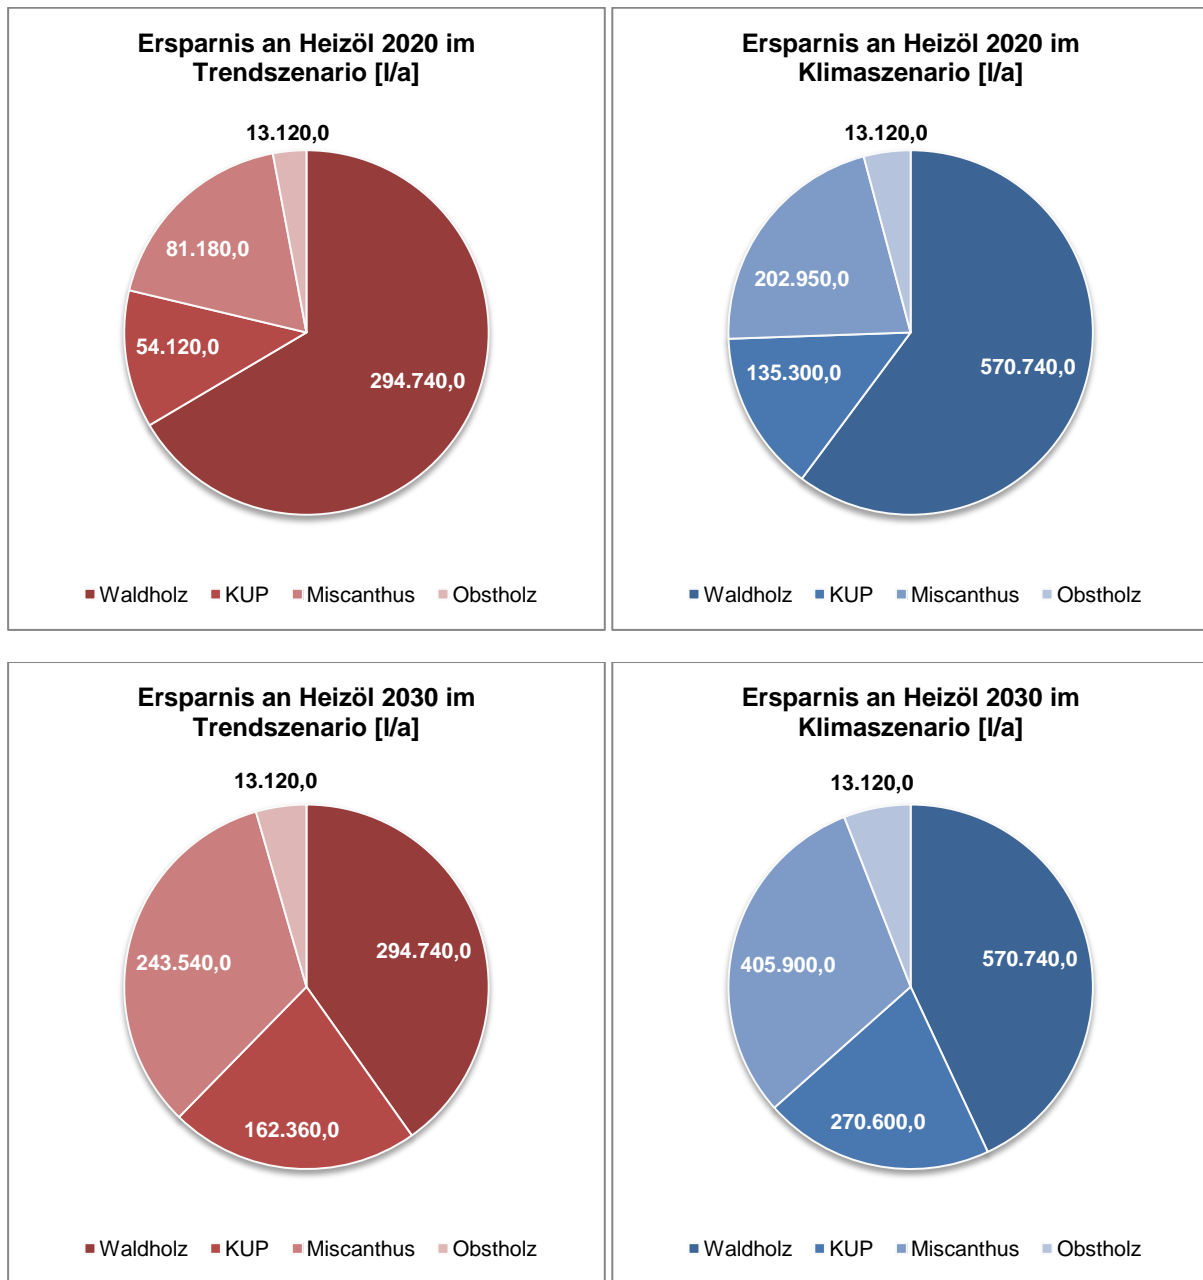 Ersparnis an Heizöl 2020 im
Trendszenario [l/a]
13.120,0
81.180,0
54.120,0
294.740,0
Waldholz KUP Miscanthus Obstholz
Ersparnis an Heizöl 2020 im
Klimaszenario [l/a]
13.120,0
202.950,0
135.300,0
570.740,0
Waldholz KUP Miscanthus Obstholz
Ersparnis an Heizöl 2030 im
Trendszenario [l/a]
13.120,0
243.540,0
294.740,0
162.360,0
Waldholz KUP Miscanthus Obstholz
Ersparnis an Heizöl 2030 im
Klimaszenario [l/a]
13.120,0
405.900,0
570.740,0
270.600,0
Waldholz KUP Miscanthus Obstholz